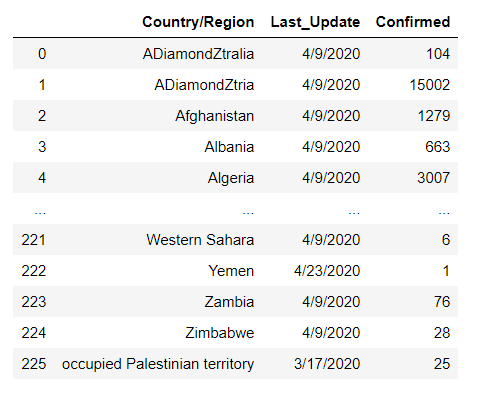 Country/Region Last_Update Confirmed
0 ADiamondZtralia 4/9/2020 104
1 ADiamondZtria 4/9/2020 15002
2 Afghanistan 4/9/2020 1279
3 Albania 4/9/2020 663
4 Algeria 4/9/2020 3007
... ... ... ...
221 Western Sahara 4/9/2020 6
222 Yemen 4/23/2020 1
223 Zambia 4/9/2020 76
224 Zimbabwe 4/9/2020 28
225 occupied Palestinian territory 3/17/2020 25